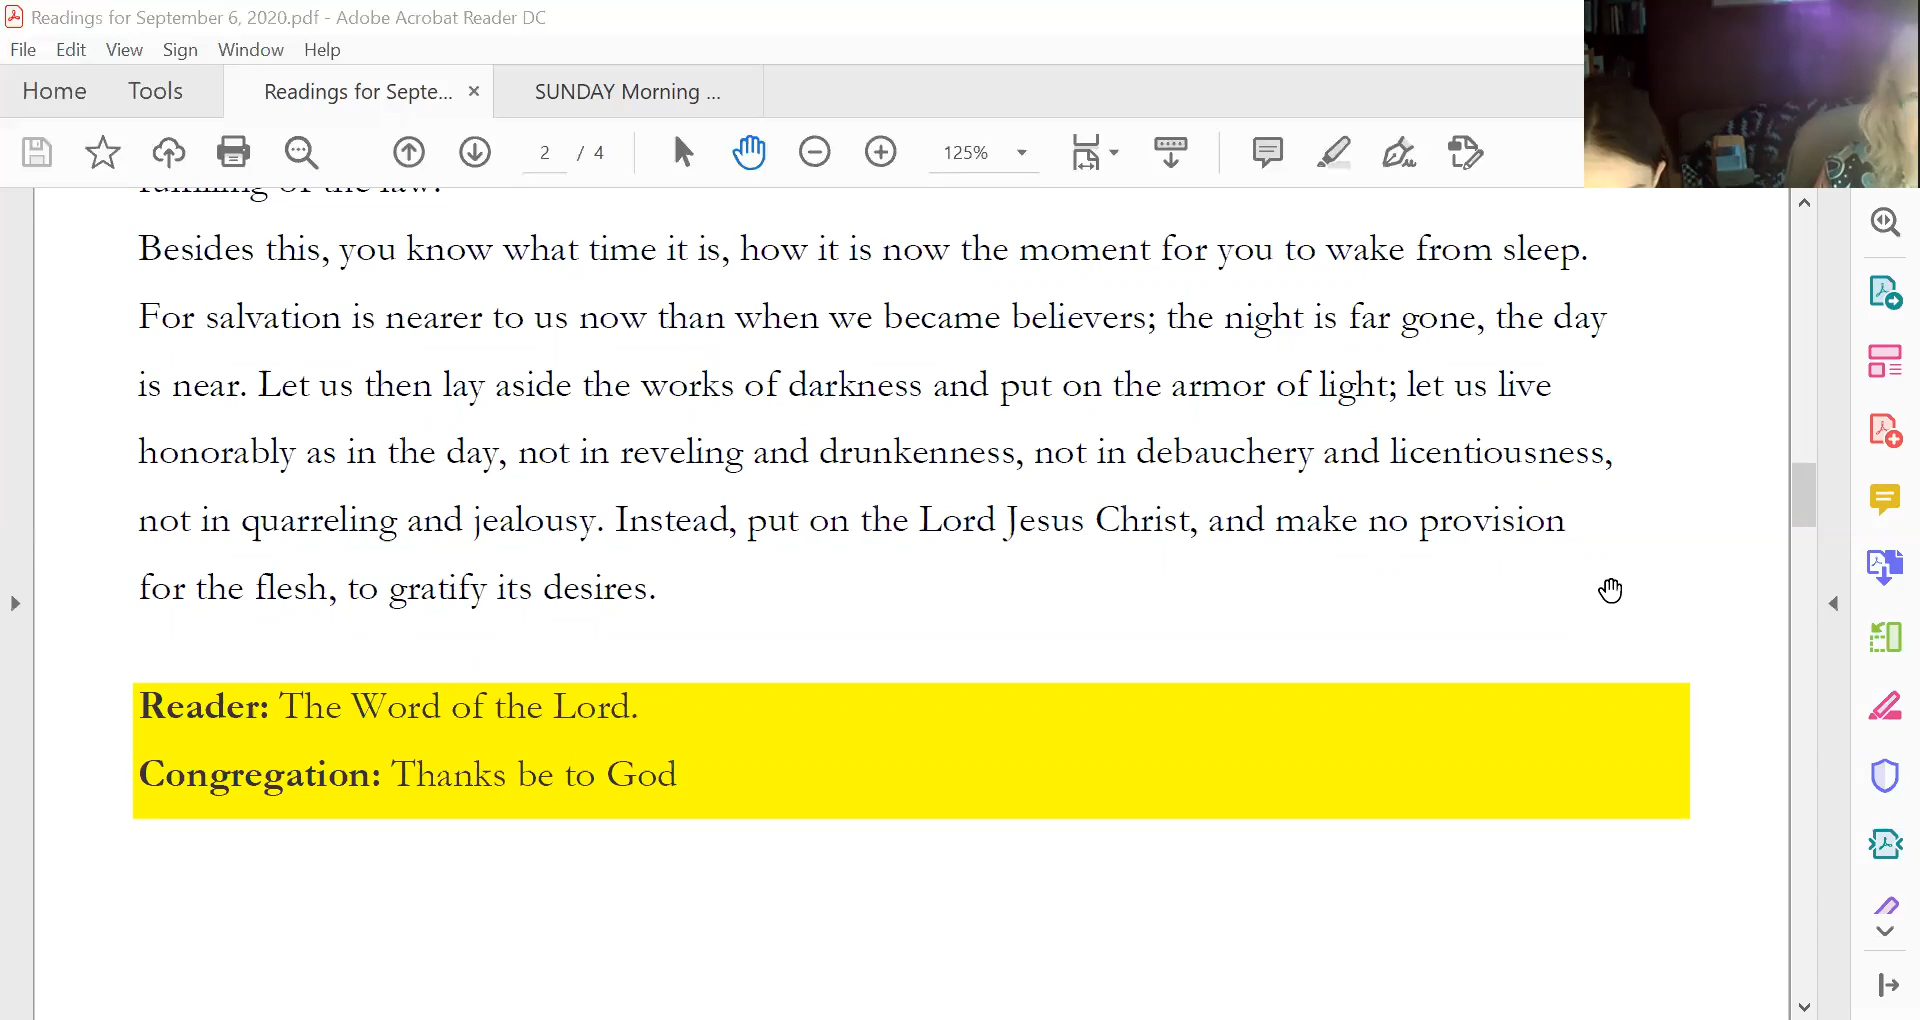 Readings for September 6, 2020.pdf - Adobe Acrobat Reader DC
File Edit View Sign Window Help
Home Tools Readings for Septe... × SUNDAY Morning ...
2 / 4 125%
fulfilling of the law.
Besides this, you know what time it is, how it is now the moment for you to wake from sleep.
For salvation is nearer to us now than when we became believers; the night is far gone, the day
is near. Let us then lay aside the works of darkness and put on the armor of light; let us live
honorably as in the day, not in reveling and drunkenness, not in debauchery and licentiousness,
not in quarreling and jealousy. Instead, put on the Lord Jesus Christ, and make no provision
for the flesh, to gratify its desires.
Reader: The Word of the Lord.
Congregation: Thanks be to God